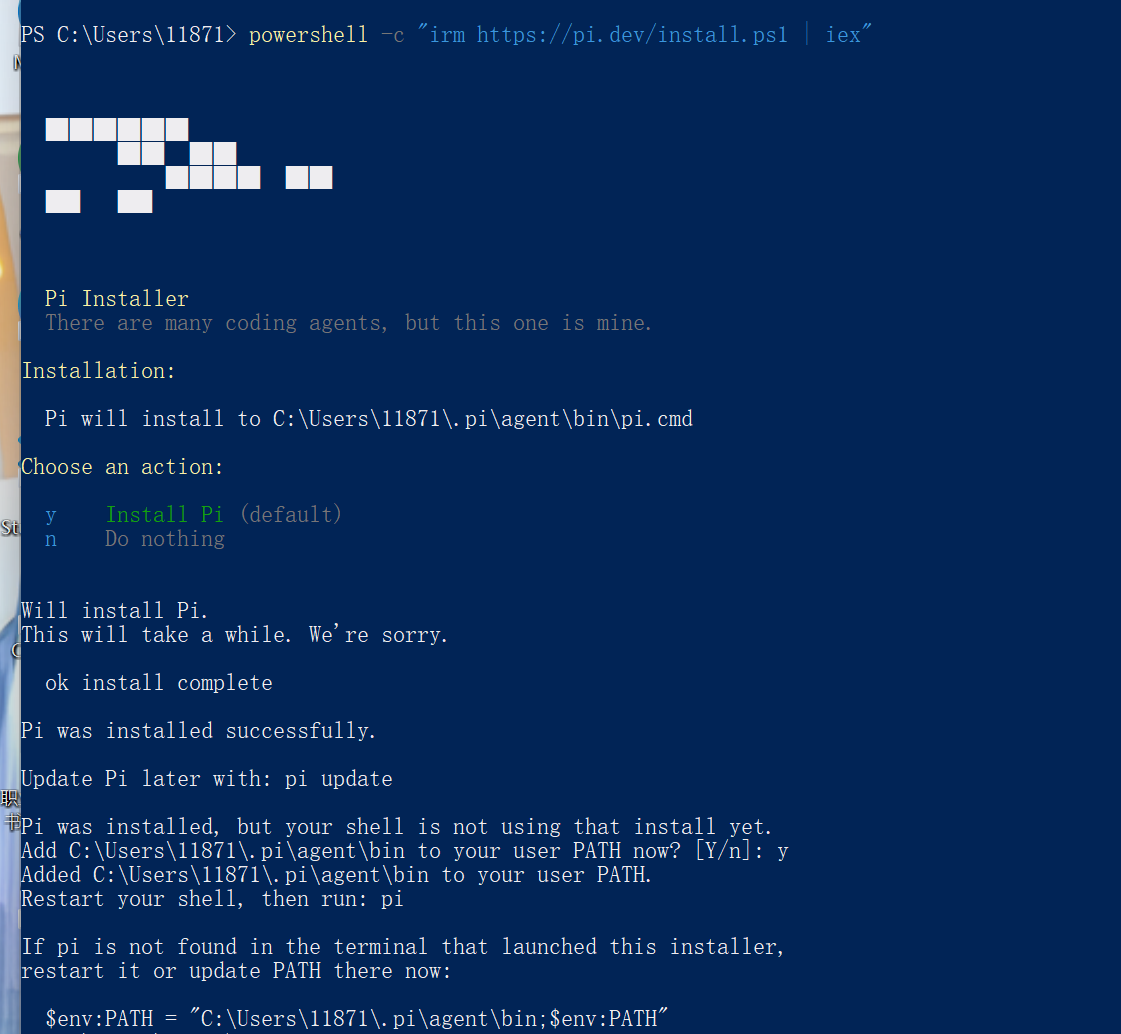 PS C:\Users\11871> powershell -c "irm https://pi.dev/install.ps1 | iex"
Pi Installer
There are many coding agents, but this one is mine.
Installation:
Pi will install to C:\Users\11871\.pi\agent\bin\pi.cmd
Choose an action:
y    Install Pi (default)
n    Do nothing
Will install Pi.
This will take a while. We're sorry.
ok install complete
Pi was installed successfully.
Update Pi later with: pi update
Pi was installed, but your shell is not using that install yet.
Add C:\Users\11871\.pi\agent\bin to your user PATH now? [Y/n]: y
Added C:\Users\11871\.pi\agent\bin to your user PATH.
Restart your shell, then run: pi
If pi is not found in the terminal that launched this installer,
restart it or update PATH there now:
$env:PATH = "C:\Users\11871\.pi\agent\bin;$env:PATH"
St
职
书